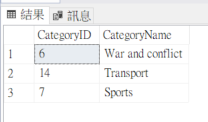 結果 訊息
CategoryID CategoryName
1 6 War and conflict
2 14 Transport
3 7 Sports